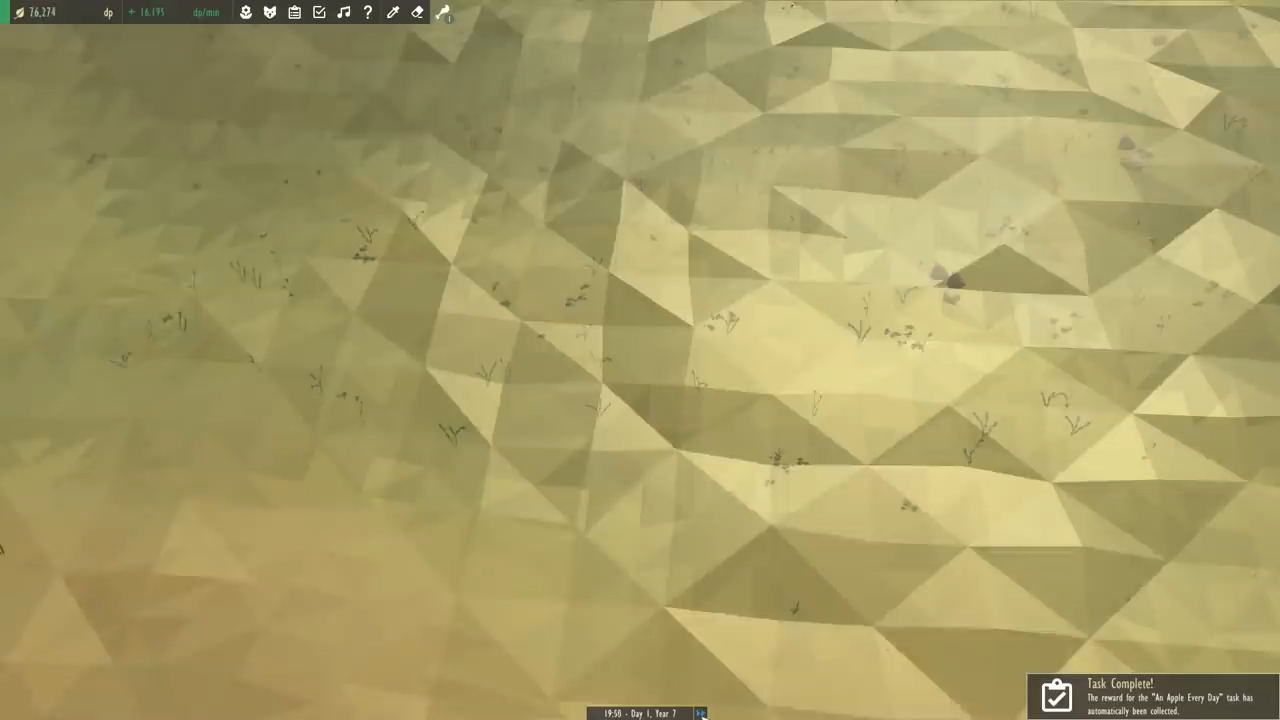 76,274 dp + 16.195 dp/min ?
1
Task Complete!
The reward for the "An Apple Every Day" task has
automatically been collected.
19:58 - Day 1, Year 7